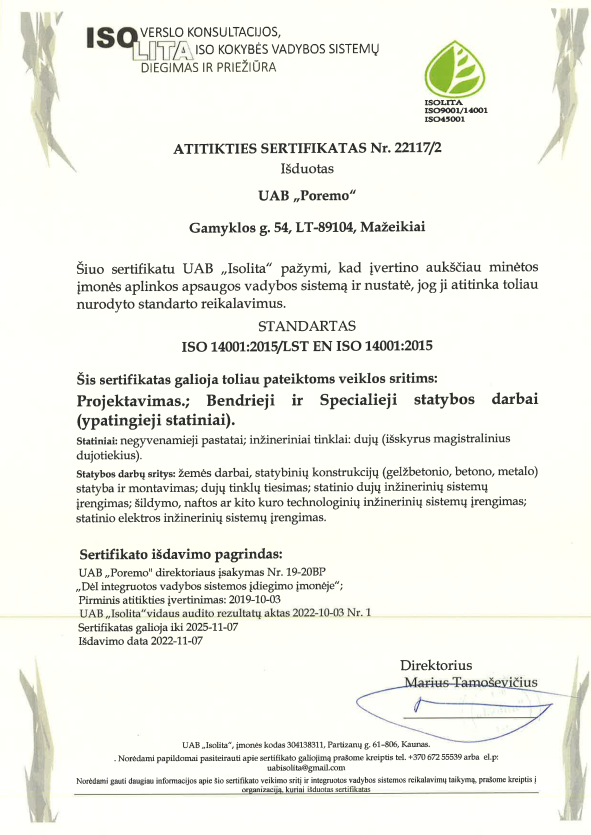 ISO VERSLO KONSULTACIJOS,
LITA ISO KOKYBĖS VADYBOS SISTEMŲ
DIEGIMAS IR PRIEŽIŪRA
ISOLITA
ISO9001/14001
ISO45001
ATITIKTIES SERTIFIKATAS Nr. 22117/2
Išduotas
UAB „Poremo“
Gamyklos g. 54, LT-89104, Mažeikiai
Šiuo sertifikatu UAB „Isolita“ pažymi, kad įvertino aukščiau minėtos
įmonės aplinkos apsaugos vadybos sistemą ir nustatė, jog ji atitinka toliau
nurodyto standarto reikalavimus.
STANDARTAS
ISO 14001:2015/LST EN ISO 14001:2015
Šis sertifikatas galioja toliau pateiktoms veiklos sritims:
Projektavimas.; Bendrieji ir Specialieji statybos darbai
(ypatingieji statiniai).
Statiniai: negyvenamieji pastatai; inžineriniai tinklai: dujų (išskyrus magistralinius
dujotiekius).
Statybos darbų sritys: žemės darbai, statybinių konstrukcijų (gelžbetonio, betono, metalo)
statyba ir montavimas; dujų tinklų tiesimas; statinio dujų inžinerinių sistemų
įrengimas; šildymo, naftos ar kito kuro technologinių inžinerinių sistemų įrengimas;
statinio elektros inžinerinių sistemų įrengimas.
Sertifikato išdavimo pagrindas:
UAB „Poremo" direktoriaus įsakymas Nr. 19-20BP
„Dėl integruotos vadybos sistemos įdiegimo įmonėje“;
Pirminis atitikties įvertinimas: 2019-10-03
UAB „Isolita“vidaus audito rezultatų aktas 2022-10-03 Nr. 1
Sertifikatas galioja iki 2025-11-07
Išdavimo data 2022-11-07
Direktorius
Marius Tamoševičius
UAB „Isolita“, įmonės kodas 304138311, Partizanų g. 61–806, Kaunas.
. Norėdami papildomai pasiteirauti apie sertifikato galiojimą prašome kreiptis tel. +370 672 55539 arba el.p:
uabisolita@gmail.com
Norėdami gauti daugiau informacijos apie šio sertifikato veikimo sritį ir integruotos vadybos sistemos reikalavimų taikymą, prašome kreiptis į
organizaciją, kuriai išduotas sertifikatas